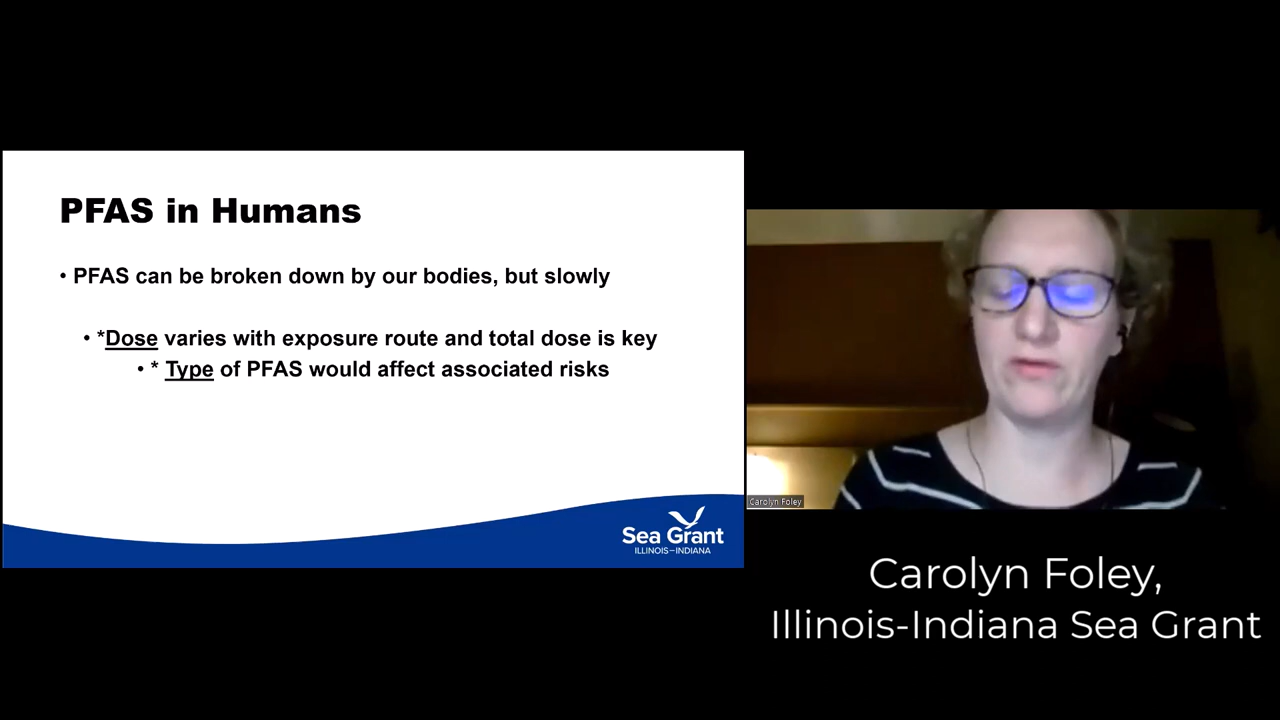 PFAS in Humans
• PFAS can be broken down by our bodies, but slowly
• *Dose varies with exposure route and total dose is key
• * Type of PFAS would affect associated risks
Sea Grant
ILLINOIS–INDIANA
Carolyn Foley
Carolyn Foley,
Illinois-Indiana Sea Grant